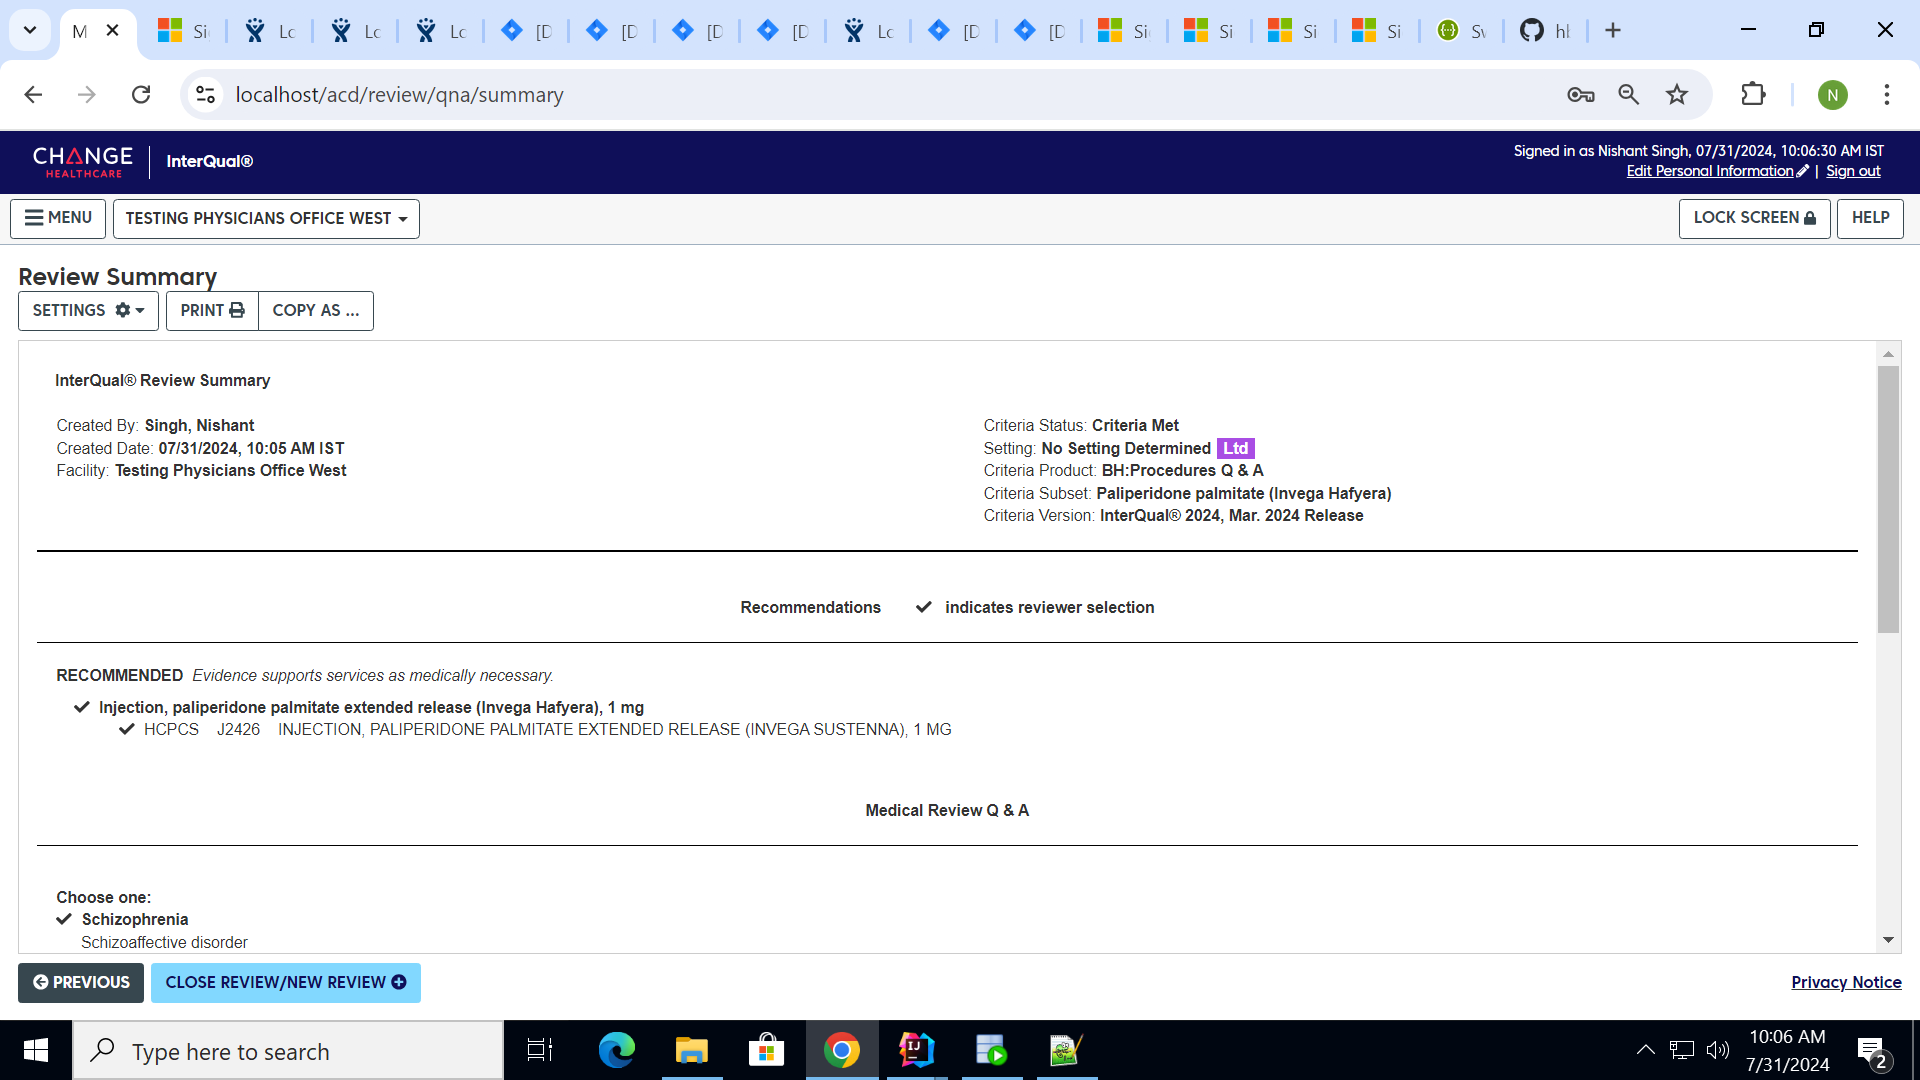 M
Si
Lo
Lo
Lo
[D
[D
[D
[D
Lo
[D
[D
Sig
Si
Si
Si
Sv
localhost/acd/review/qna/summary
N
CHANGE
HEALTHCARE
InterQual®
Signed in as Nishant Singh, 07/31/2024, 10:06:30 AM IST
Edit Personal Information | Sign out
MENU
TESTING PHYSICIANS OFFICE WEST
LOCK SCREEN
HELP
Review Summary
SETTINGS
PRINT
COPY AS ...
InterQual® Review Summary
Created By: Singh, Nishant
Created Date: 07/31/2024, 10:05 AM IST
Facility: Testing Physicians Office West
Criteria Status: Criteria Met
Setting: No Setting Determined Ltd
Criteria Product: BH:Procedures Q & A
Criteria Subset: Paliperidone palmitate (Invega Hafyera)
Criteria Version: InterQual® 2024, Mar. 2024 Release
Recommendations ✔ indicates reviewer selection
RECOMMENDED Evidence supports services as medically necessary.
✔ Injection, paliperidone palmitate extended release (Invega Hafyera), 1 mg
✔ HCPCS J2426 INJECTION, PALIPERIDONE PALMITATE EXTENDED RELEASE (INVEGA SUSTENNA), 1 MG
Medical Review Q & A
Choose one:
✔ Schizophrenia
Schizoaffective disorder
PREVIOUS
CLOSE REVIEW/NEW REVIEW
Privacy Notice
Type here to search
10:06 AM
7/31/2024
2